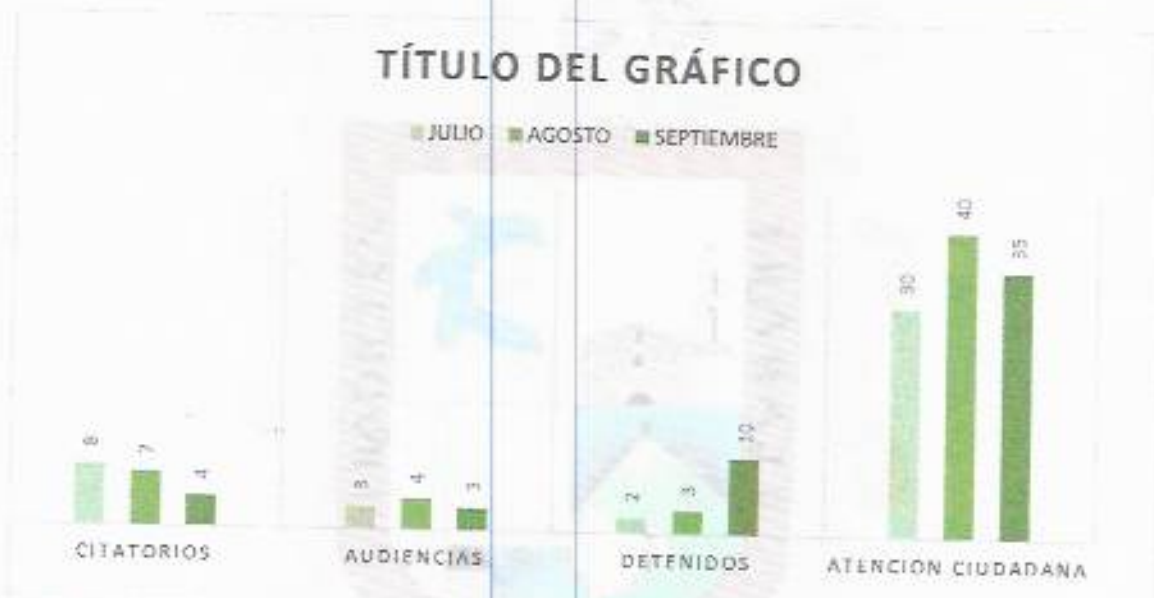 TÍTULO DEL GRÁFICO
JULIO AGOSTO SEPTIEMBRE
8 7 4
3 4 3
2 3 10
30 40 35
CITATORIOS AUDIENCIAS DETENIDOS ATENCION CIUDADANA